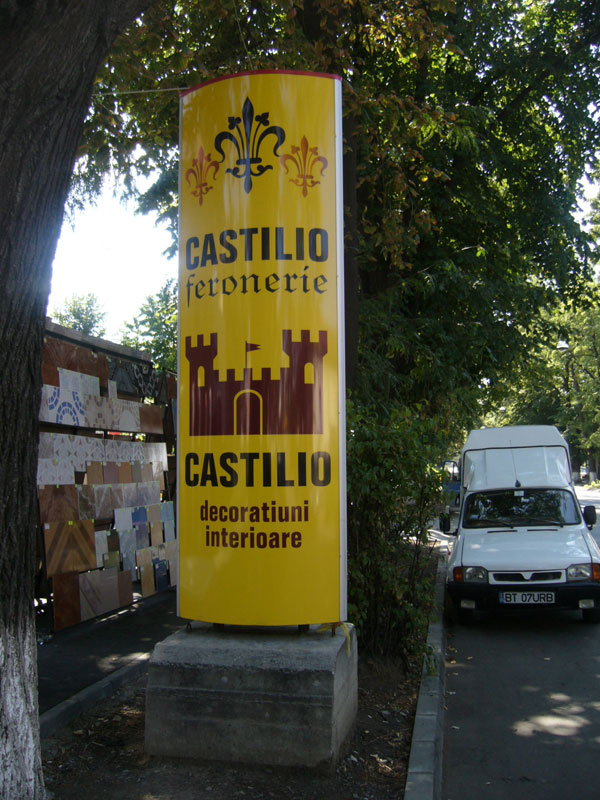 CASTILIO
feronerie
CASTILIO
decoratiuni
interioare
BT 07URB